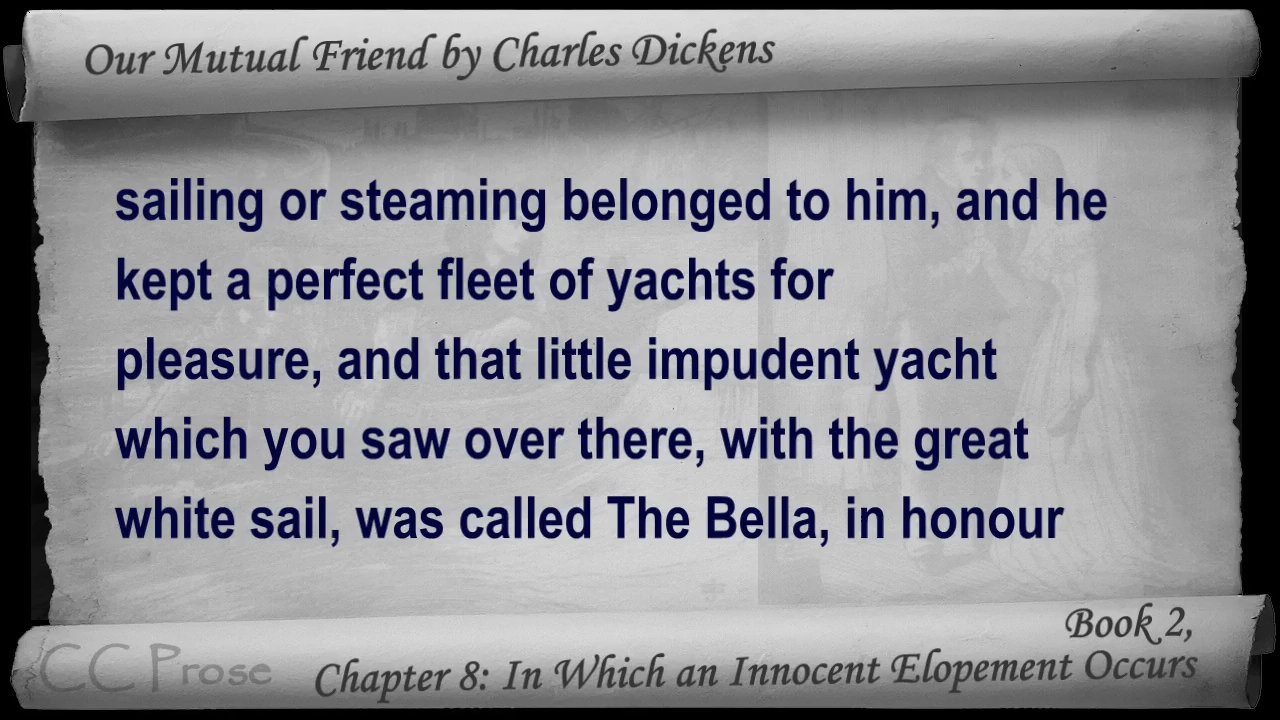 Our Mutual Friend by Charles Dickens
sailing or steaming belonged to him, and he
kept a perfect fleet of yachts for
pleasure, and that little impudent yacht
which you saw over there, with the great
white sail, was called The Bella, in honour
Book 2,
CC Prose
Chapter 8: In Which an Innocent Elopement Occurs